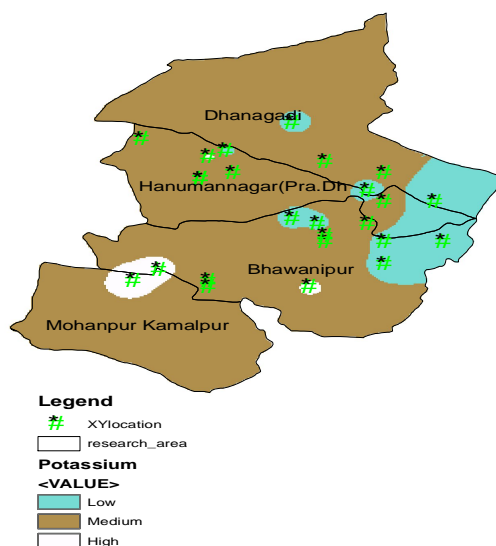 Dhanagadi
Hanumannagar(Pra.Dh
Bhawanipur
Mohanpur Kamalpur
Legend
XYlocation
research_area
Potassium
<VALUE>
Low
Medium
High